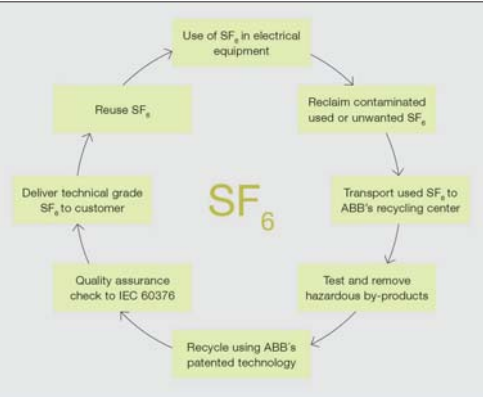 Use of SF₆ in electrical
equipment
Reclaim contaminated
used or unwanted SF₆
Transport used SF₆ to
ABB's recycling center
Test and remove
hazardous by-products
Recycle using ABB´s
patented technology
Quality assurance
check to IEC 60376
Deliver technical grade
SF₆ to customer
Reuse SF₆
SF₆